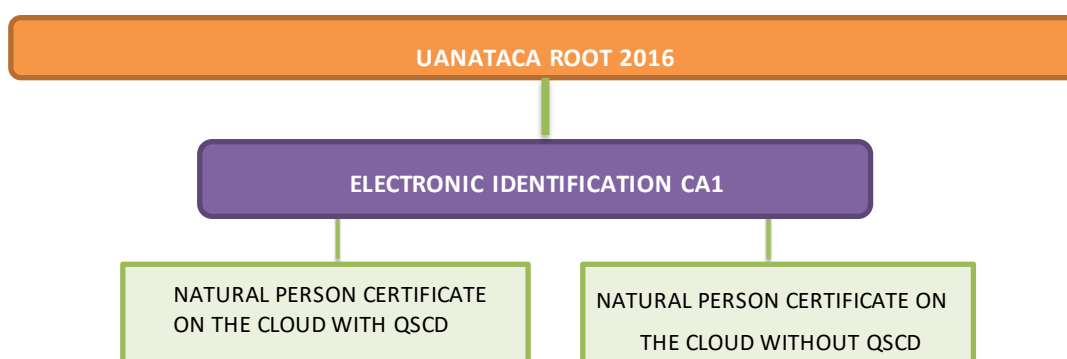 UANATACA ROOT 2016
ELECTRONIC IDENTIFICATION CA1
NATURAL PERSON CERTIFICATE
ON THE CLOUD WITH QSCD
NATURAL PERSON CERTIFICATE ON
THE CLOUD WITHOUT QSCD